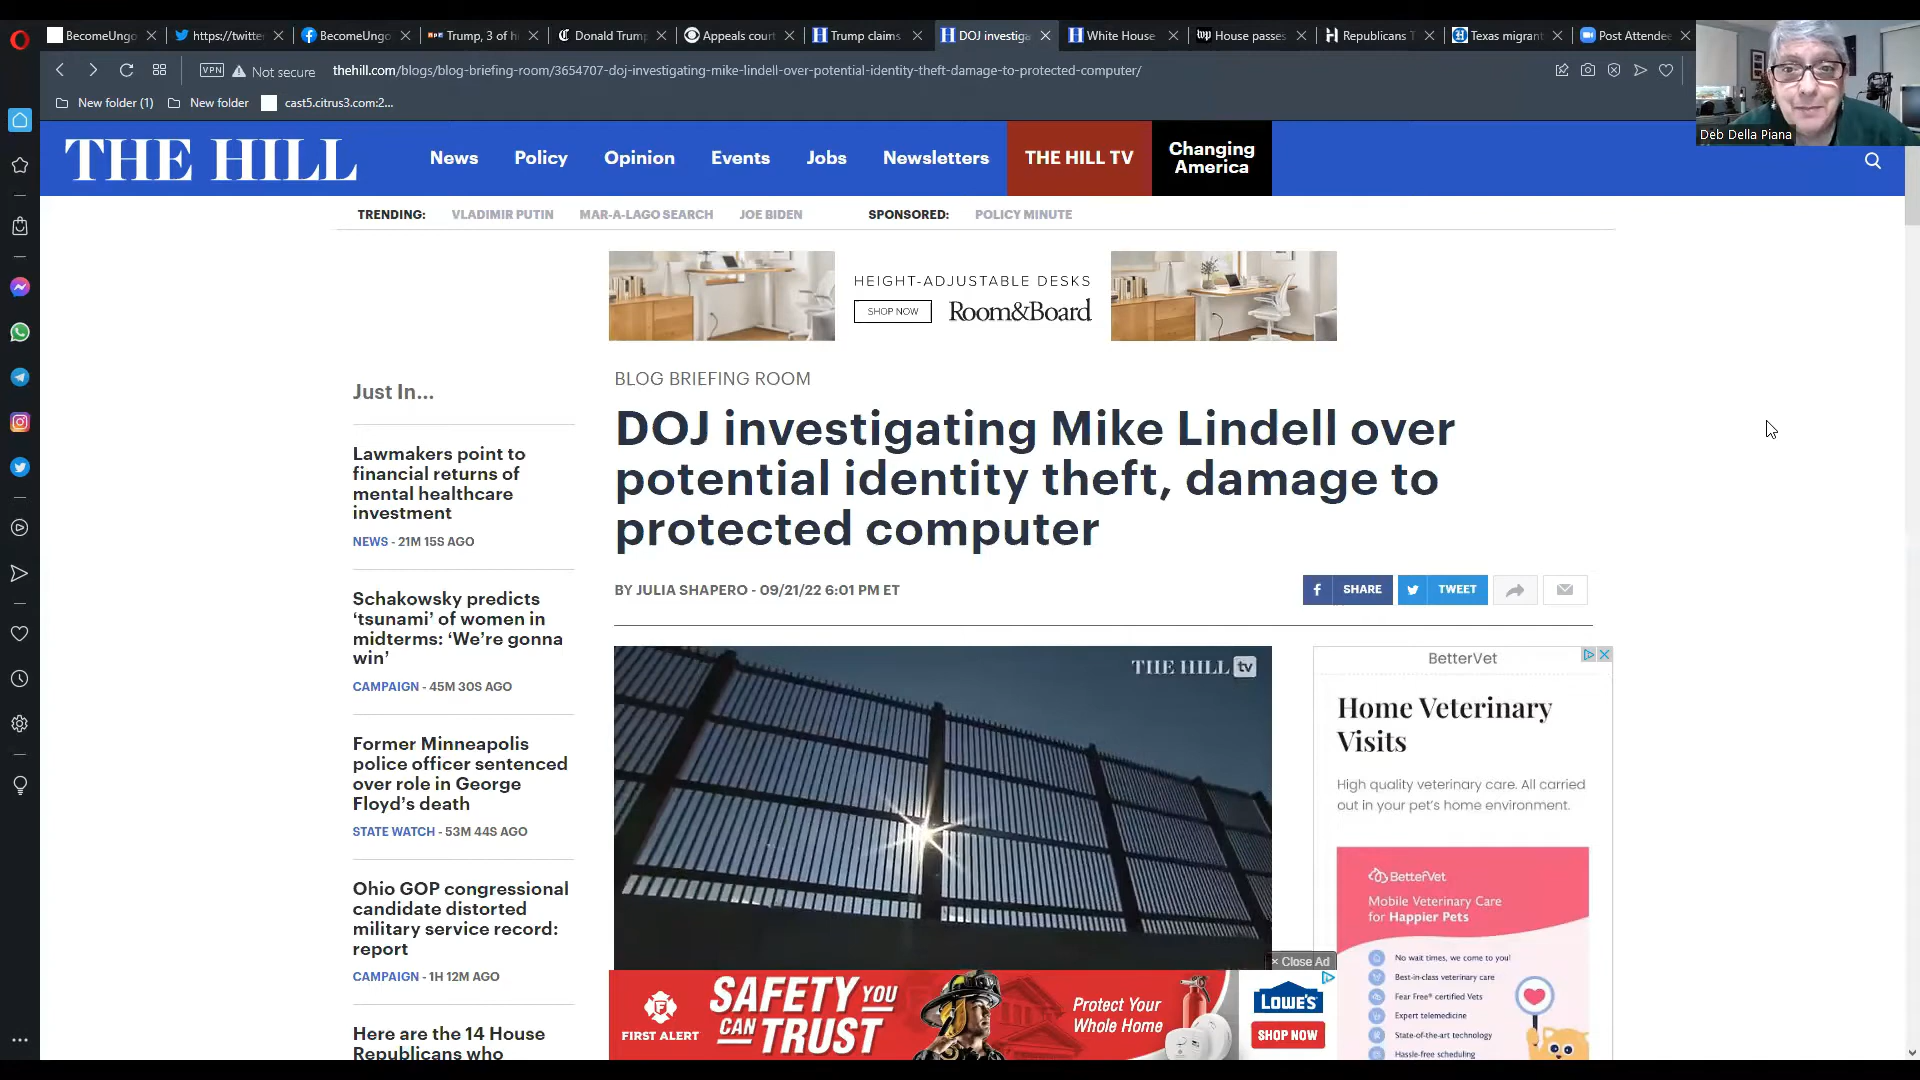 BecomeUngo
https://twitte
BecomeUngo
Trump, 3 of h
Donald Trum
Appeals cour
Trump claims
DOJ investiga
White House
House passes
Republicans T
Texas migran
Post Attende
VPN
Not secure
thehill.com/blogs/blog-briefing-room/3654707-doj-investigating-mike-lindell-over-potential-identity-theft-damage-to-protected-computer/
New folder (1)
New folder
cast5.citrus3.com:2...
Deb Della Piana
THE HILL
News
Policy
Opinion
Events
Jobs
Newsletters
THE HILL TV
Changing
America
TRENDING:
VLADIMIR PUTIN
MAR-A-LAGO SEARCH
JOE BIDEN
SPONSORED:
POLICY MINUTE
HEIGHT-ADJUSTABLE DESKS
SHOP NOW
Room&Board
Just In...
Lawmakers point to
financial returns of
mental healthcare
investment
NEWS - 21M 15S AGO
Schakowsky predicts
‘tsunami’ of women in
midterms: ‘We’re gonna
win’
CAMPAIGN - 45M 30S AGO
Former Minneapolis
police officer sentenced
over role in George
Floyd’s death
STATE WATCH - 53M 44S AGO
Ohio GOP congressional
candidate distorted
military service record:
report
CAMPAIGN - 1H 12M AGO
Here are the 14 House
Republicans who
BLOG BRIEFING ROOM
DOJ investigating Mike Lindell over
potential identity theft, damage to
protected computer
BY JULIA SHAPERO - 09/21/22 6:01 PM ET
SHARE
TWEET
THE HILL tv
BetterVet
Home Veterinary
Visits
High quality veterinary care. All carried
out in your pet's home environment.
BetterVet
Mobile Veterinary Care
for Happier Pets
No wait times, we come to you!
Best-in-class veterinary care
Fear Free® certified Vets
Expert telemedicine
State-of-the-art technology
Hassle-free scheduling
× Close Ad
FIRST ALERT
SAFETY YOU
CAN TRUST
Protect Your
Whole Home
LOWE'S
SHOP NOW